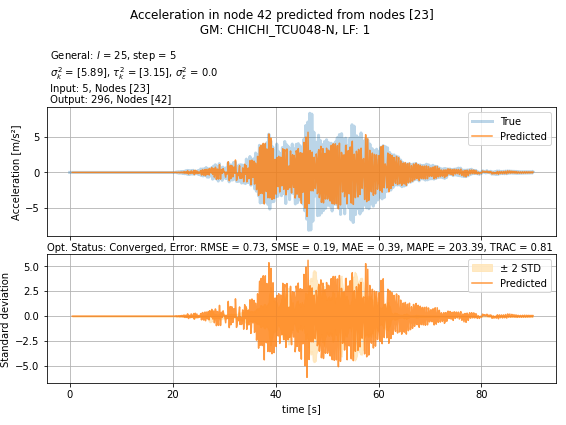 Acceleration in node 42 predicted from nodes [23]
GM: CHICHI_TCU048-N, LF: 1
General: l = 25, step = 5
σ²ₖ = [5.89], τ²ₖ = [3.15], σ²ε = 0.0
Input: 5, Nodes [23]
Output: 296, Nodes [42]
Acceleration [m/s²]
5
0
−5
True
Predicted
Opt. Status: Converged, Error: RMSE = 0.73, SMSE = 0.19, MAE = 0.39, MAPE = 203.39, TRAC = 0.81
Standard deviation
5.0
2.5
0.0
−2.5
−5.0
± 2 STD
Predicted
0 20 40 60 80
time [s]